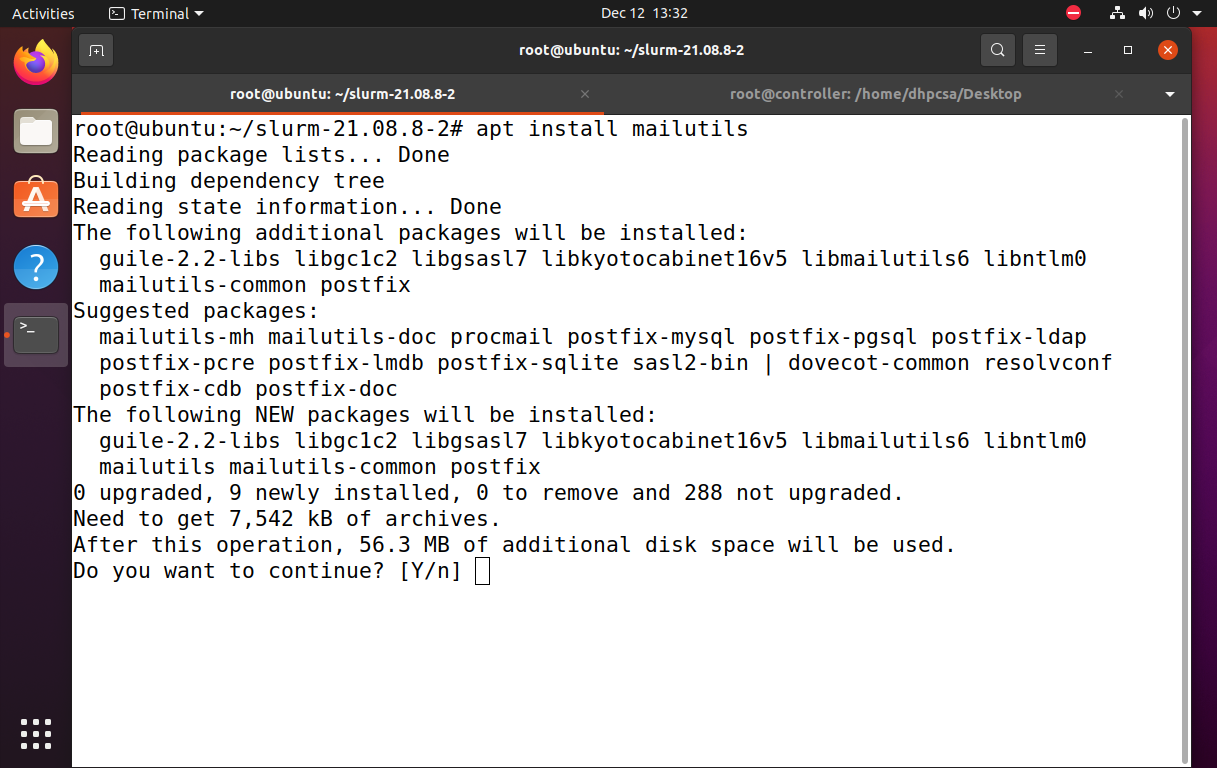 Activities
Terminal
Dec 12 13:32
root@ubuntu: ~/slurm-21.08.8-2
root@ubuntu: ~/slurm-21.08.8-2
root@controller: /home/dhpcsa/Desktop
root@ubuntu:~/slurm-21.08.8-2# apt install mailutils
Reading package lists... Done
Building dependency tree
Reading state information... Done
The following additional packages will be installed:
  guile-2.2-libs libgc1c2 libgsasl7 libkyotocabinet16v5 libmailutils6 libntlm0
  mailutils-common postfix
Suggested packages:
  mailutils-mh mailutils-doc procmail postfix-mysql postfix-pgsql postfix-ldap
  postfix-pcre postfix-lmdb postfix-sqlite sasl2-bin | dovecot-common resolvconf
  postfix-cdb postfix-doc
The following NEW packages will be installed:
  guile-2.2-libs libgc1c2 libgsasl7 libkyotocabinet16v5 libmailutils6 libntlm0
  mailutils mailutils-common postfix
0 upgraded, 9 newly installed, 0 to remove and 288 not upgraded.
Need to get 7,542 kB of archives.
After this operation, 56.3 MB of additional disk space will be used.
Do you want to continue? [Y/n]